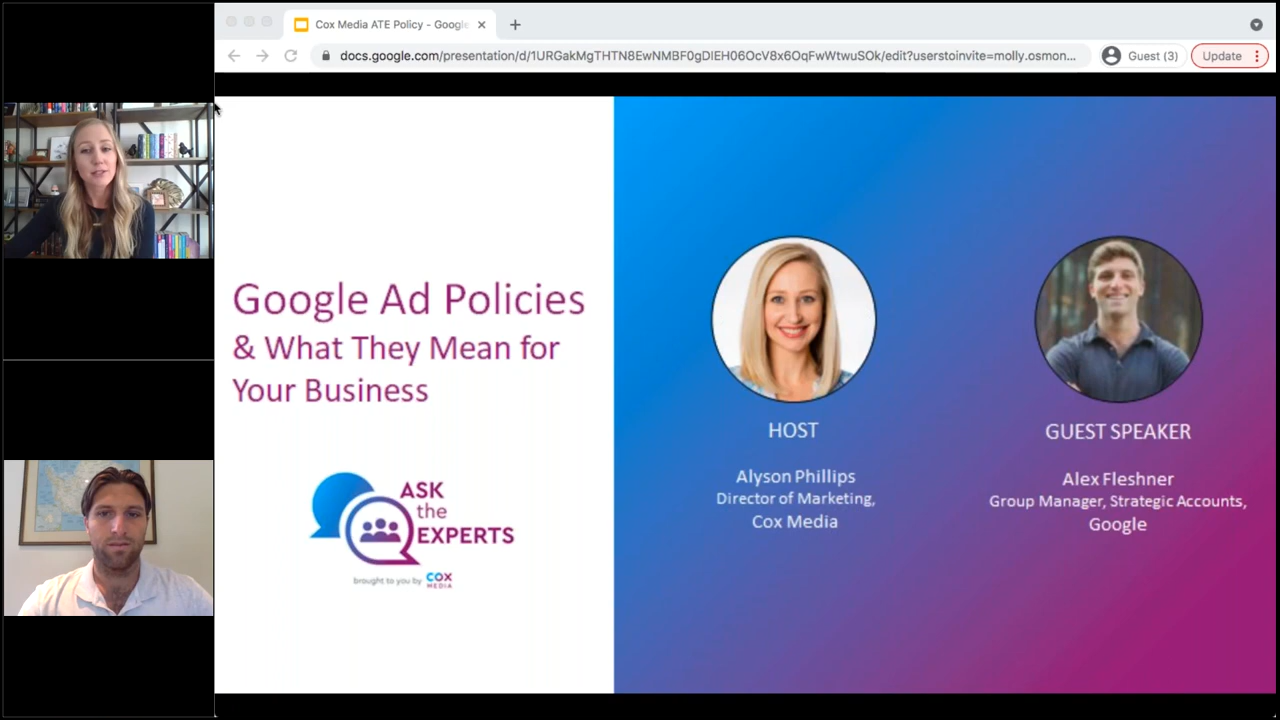 Cox Media ATE Policy - Google
docs.google.com/presentation/d/1URGakMgTHTN8EwNMBF0gDlEH06OcV8x6OqFwWtwuSOk/edit?userstoinvite=molly.osmon...
Guest (3)
Update
Google Ad Policies
& What They Mean for
Your Business
ASK
the
EXPERTS
brought to you by COX
MEDIA
HOST
Alyson Phillips
Director of Marketing,
Cox Media
GUEST SPEAKER
Alex Fleshner
Group Manager, Strategic Accounts,
Google